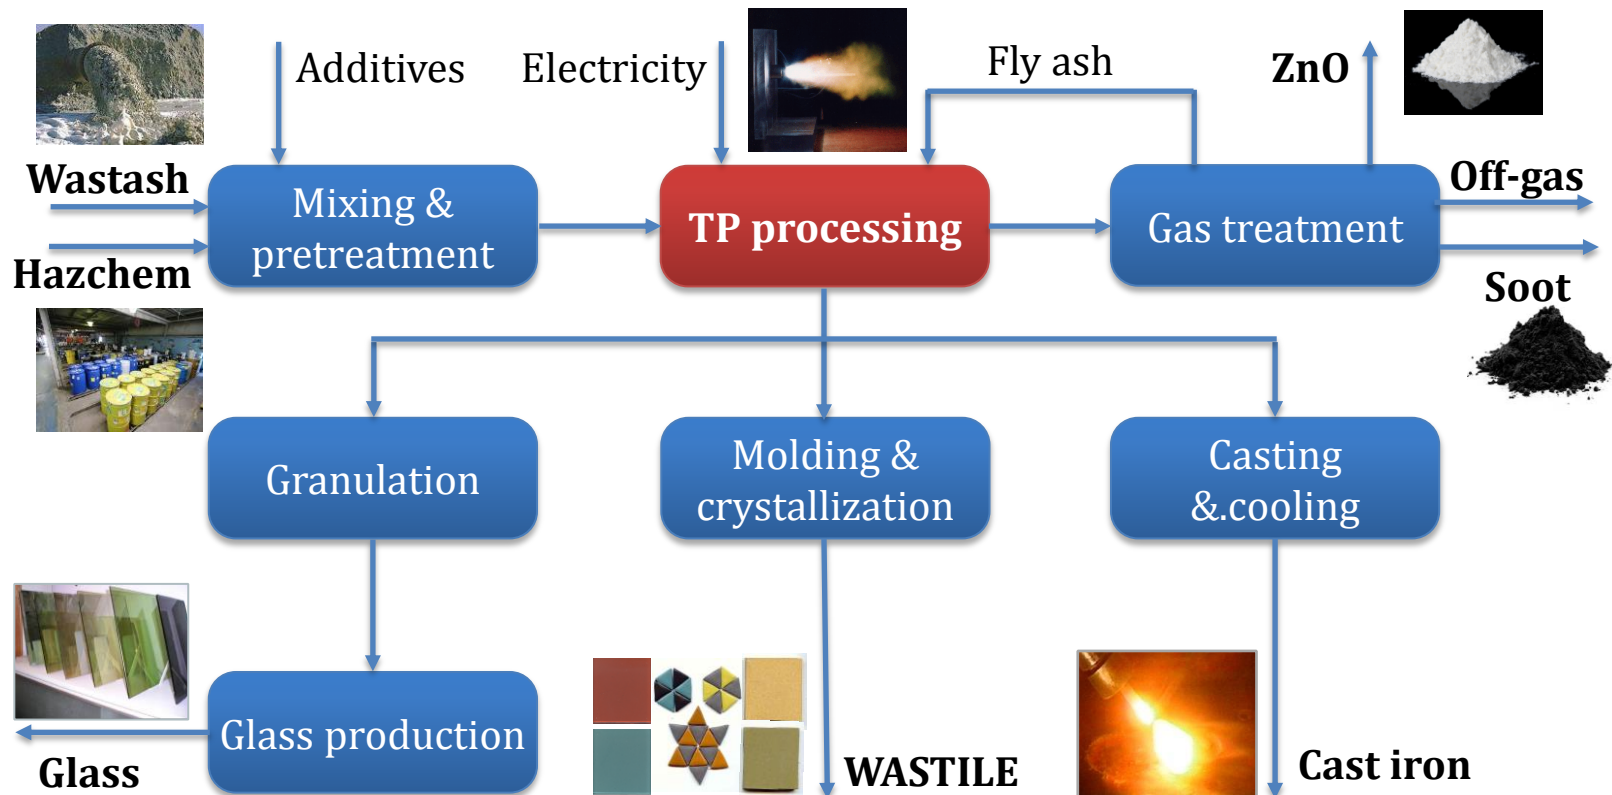 Additives
Electricity
Fly ash
ZnO
Wastash
Mixing &
pretreatment
TP processing
Gas treatment
Off-gas
Hazchem
Soot
Granulation
Molding &
crystallization
Casting
&.cooling
Glass production
Glass
WASTILE
Cast iron